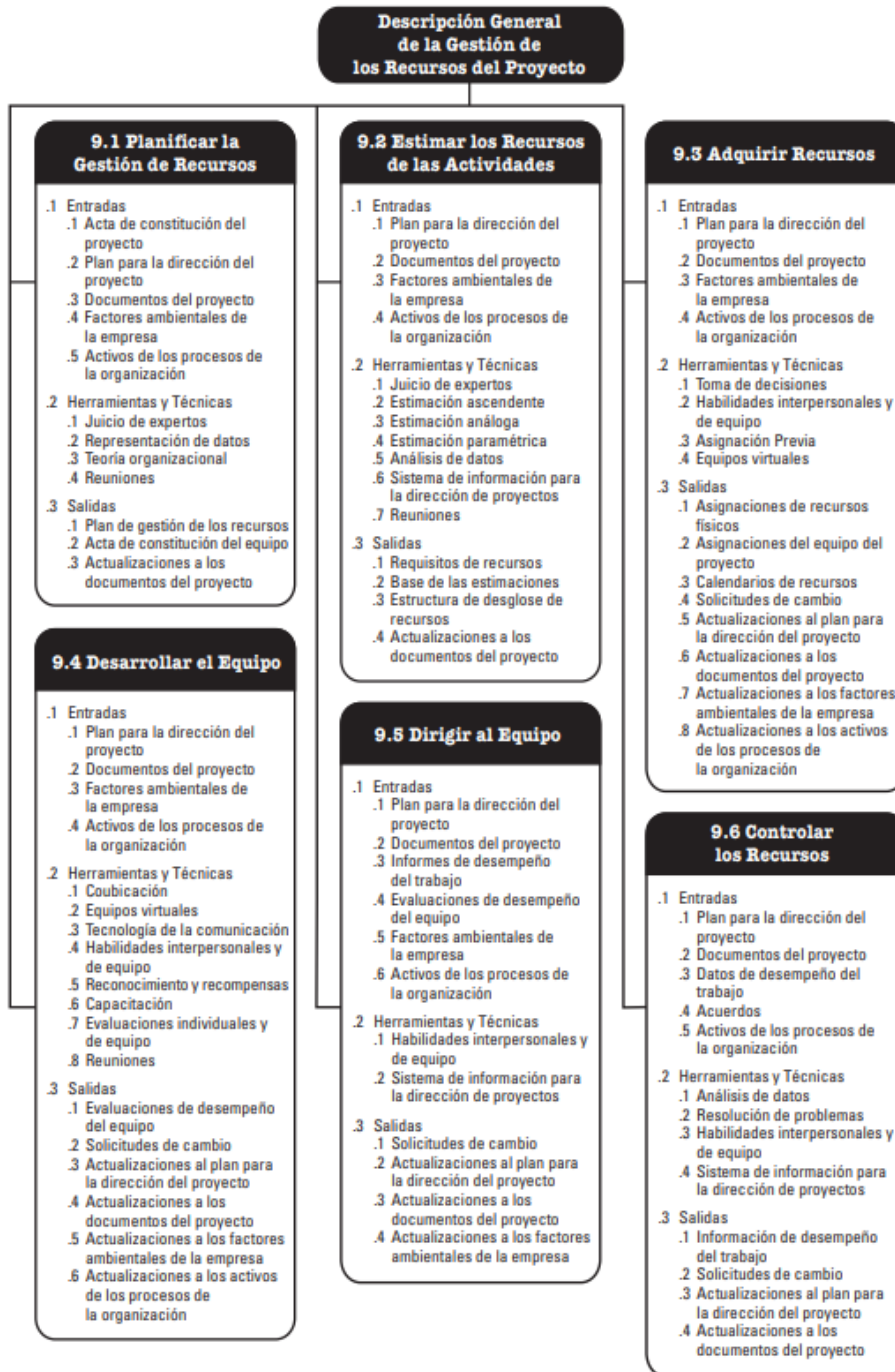 Descripción General
de la Gestión de
los Recursos del Proyecto
9.1 Planificar la
Gestión de Recursos
.1 Entradas
.1 Acta de constitución del
proyecto
.2 Plan para la dirección del
proyecto
.3 Documentos del proyecto
.4 Factores ambientales de
la empresa
.5 Activos de los procesos de
la organización
.2 Herramientas y Técnicas
.1 Juicio de expertos
.2 Representación de datos
.3 Teoría organizacional
.4 Reuniones
.3 Salidas
.1 Plan de gestión de los recursos
.2 Acta de constitución del equipo
.3 Actualizaciones a los
documentos del proyecto
9.2 Estimar los Recursos
de las Actividades
.1 Entradas
.1 Plan para la dirección del
proyecto
.2 Documentos del proyecto
.3 Factores ambientales de
la empresa
.4 Activos de los procesos de
la organización
.2 Herramientas y Técnicas
.1 Juicio de expertos
.2 Estimación ascendente
.3 Estimación análoga
.4 Estimación paramétrica
.5 Análisis de datos
.6 Sistema de información para
la dirección de proyectos
.7 Reuniones
.3 Salidas
.1 Requisitos de recursos
.2 Base de las estimaciones
.3 Estructura de desglose de
recursos
.4 Actualizaciones a los
documentos del proyecto
9.3 Adquirir Recursos
.1 Entradas
.1 Plan para la dirección del
proyecto
.2 Documentos del proyecto
.3 Factores ambientales de
la empresa
.4 Activos de los procesos de
la organización
.2 Herramientas y Técnicas
.1 Toma de decisiones
.2 Habilidades interpersonales y
de equipo
.3 Asignación Previa
.4 Equipos virtuales
.3 Salidas
.1 Asignaciones de recursos
físicos
.2 Asignaciones del equipo del
proyecto
.3 Calendarios de recursos
.4 Solicitudes de cambio
.5 Actualizaciones al plan para
la dirección del proyecto
.6 Actualizaciones a los
documentos del proyecto
.7 Actualizaciones a los factores
ambientales de la empresa
.8 Actualizaciones a los activos
de los procesos de
la organización
9.4 Desarrollar el Equipo
.1 Entradas
.1 Plan para la dirección del
proyecto
.2 Documentos del proyecto
.3 Factores ambientales de
la empresa
.4 Activos de los procesos de
la organización
.2 Herramientas y Técnicas
.1 Coubicación
.2 Equipos virtuales
.3 Tecnología de la comunicación
.4 Habilidades interpersonales y
de equipo
.5 Reconocimiento y recompensas
.6 Capacitación
.7 Evaluaciones individuales y
de equipo
.8 Reuniones
.3 Salidas
.1 Evaluaciones de desempeño
del equipo
.2 Solicitudes de cambio
.3 Actualizaciones al plan para
la dirección del proyecto
.4 Actualizaciones a los
documentos del proyecto
.5 Actualizaciones a los factores
ambientales de la empresa
.6 Actualizaciones a los activos
de los procesos de
la organización
9.5 Dirigir al Equipo
.1 Entradas
.1 Plan para la dirección del
proyecto
.2 Documentos del proyecto
.3 Informes de desempeño
del trabajo
.4 Evaluaciones de desempeño
del equipo
.5 Factores ambientales de
la empresa
.6 Activos de los procesos de
la organización
.2 Herramientas y Técnicas
.1 Habilidades interpersonales y
de equipo
.2 Sistema de información para
la dirección de proyectos
.3 Salidas
.1 Solicitudes de cambio
.2 Actualizaciones al plan para
la dirección del proyecto
.3 Actualizaciones a los
documentos del proyecto
.4 Actualizaciones a los factores
ambientales de la empresa
9.6 Controlar
los Recursos
.1 Entradas
.1 Plan para la dirección del
proyecto
.2 Documentos del proyecto
.3 Datos de desempeño del
trabajo
.4 Acuerdos
.5 Activos de los procesos de
la organización
.2 Herramientas y Técnicas
.1 Análisis de datos
.2 Resolución de problemas
.3 Habilidades interpersonales y
de equipo
.4 Sistema de información para
la dirección de proyectos
.3 Salidas
.1 Información de desempeño
del trabajo
.2 Solicitudes de cambio
.3 Actualizaciones al plan para
la dirección del proyecto
.4 Actualizaciones a los
documentos del proyecto